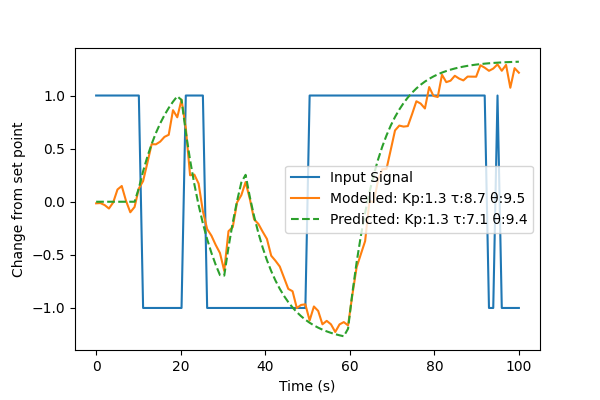 1.0
0.5
0.0
−0.5
−1.0
Change from set point
Input Signal
Modelled: Kp:1.3 τ:8.7 θ:9.5
Predicted: Kp:1.3 τ:7.1 θ:9.4
0 20 40 60 80 100
Time (s)